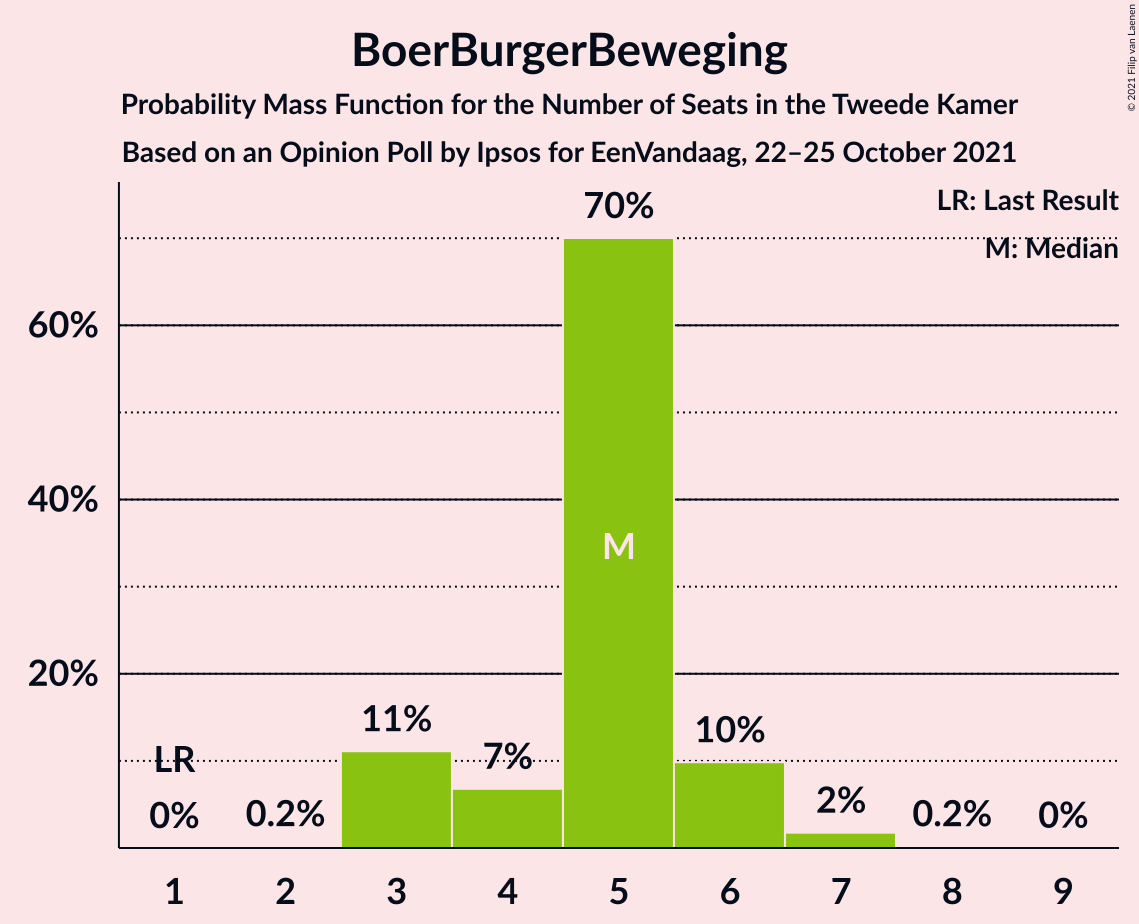 BoerBurgerBeweging
Probability Mass Function for the Number of Seats in the Tweede Kamer
Based on an Opinion Poll by Ipsos for EenVandaag, 22–25 October 2021
© 2021 Filip van Laenen
LR: Last Result
M: Median
70%
60%
40%
M
20%
11%
7%
10%
LR
0%
0.2%
2%
0.2%
0%
1 2 3 4 5 6 7 8 9